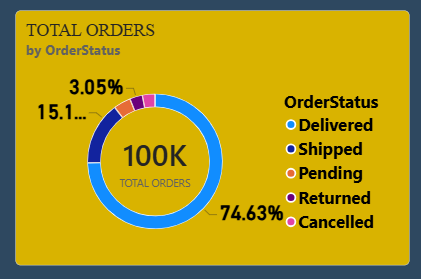 TOTAL ORDERS
by OrderStatus
3.05%
15.1...
100K
TOTAL ORDERS
74.63%
OrderStatus
Delivered
Shipped
Pending
Returned
Cancelled